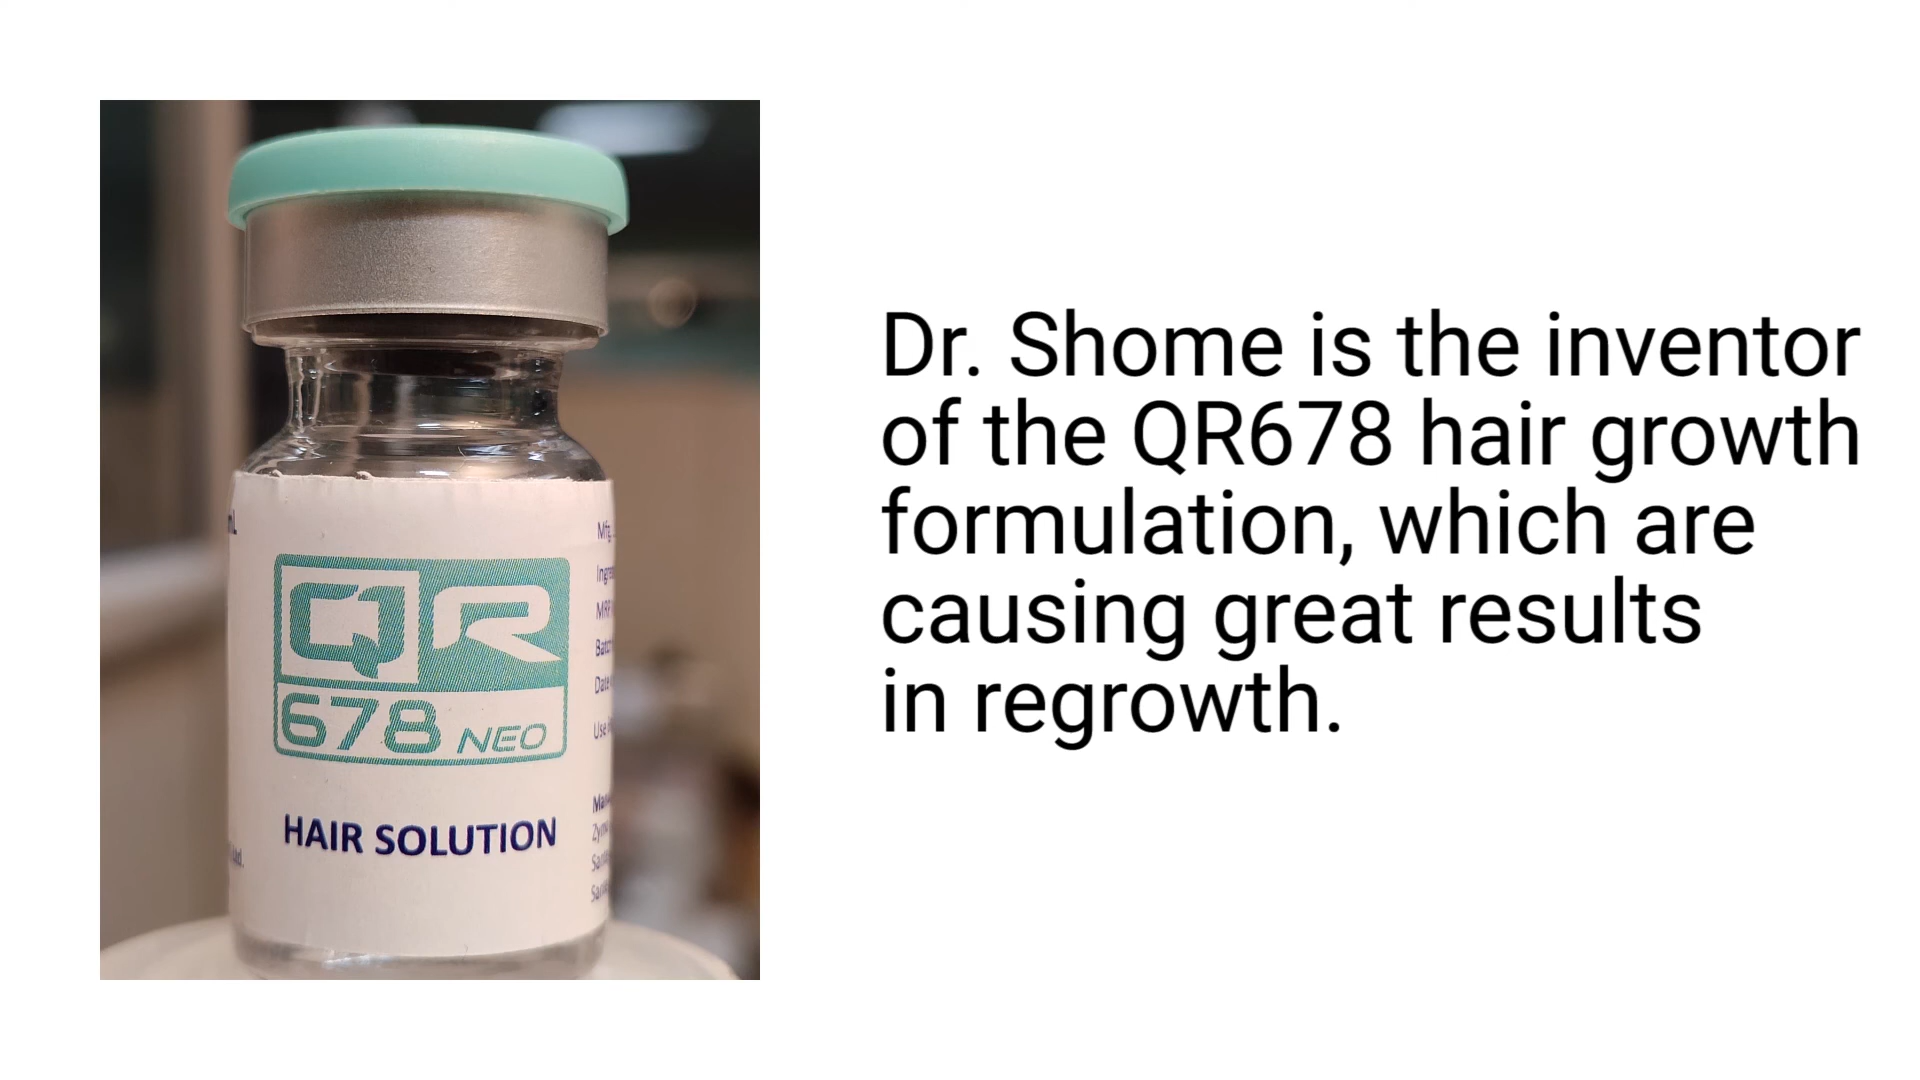 QR
678 NEO
HAIR SOLUTION
Mfg.
Dr. Shome is the inventor
of the QR678 hair growth
formulation, which are
causing great results
in regrowth.